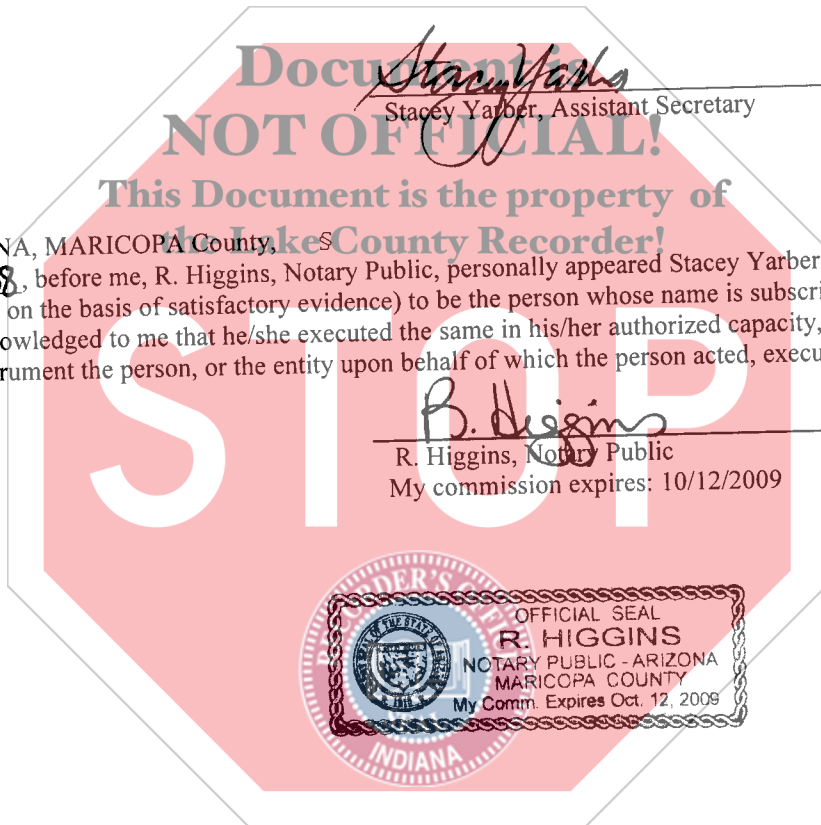 Document is
Stacey Yarber
Stacey Yarber, Assistant Secretary
NOT OFFICIAL!
This Document is the property of
the Lake County Recorder!
NA, MARICOPA County, §
8, before me, R. Higgins, Notary Public, personally appeared Stacey Yarber
on the basis of satisfactory evidence) to be the person whose name is subscri
owledged to me that he/she executed the same in his/her authorized capacity,
rument the person, or the entity upon behalf of which the person acted, execu
STOP
R. Higgins
R. Higgins, Notary Public
My commission expires: 10/12/2009
OFFICIAL SEAL
R. HIGGINS
NOTARY PUBLIC - ARIZONA
MARICOPA COUNTY
My Comm. Expires Oct. 12, 2009
INDIANA